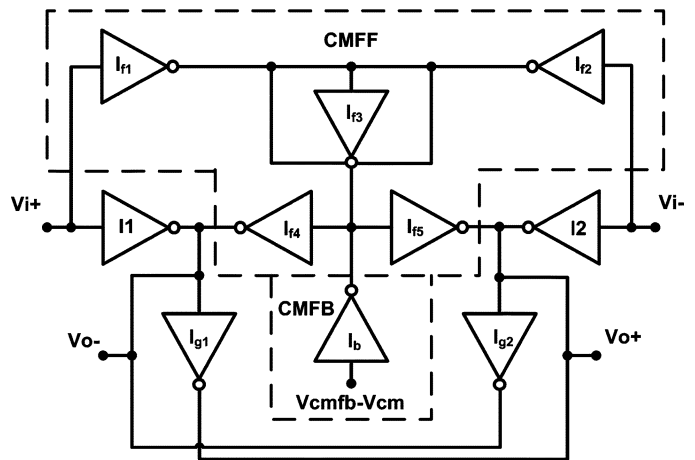 CMFF
If1
If2
If3
Vi+
I1
If4
If5
I2
Vi-
CMFB
Ig1
Ib
Ig2
Vo-
Vo+
Vcmfb-Vcm